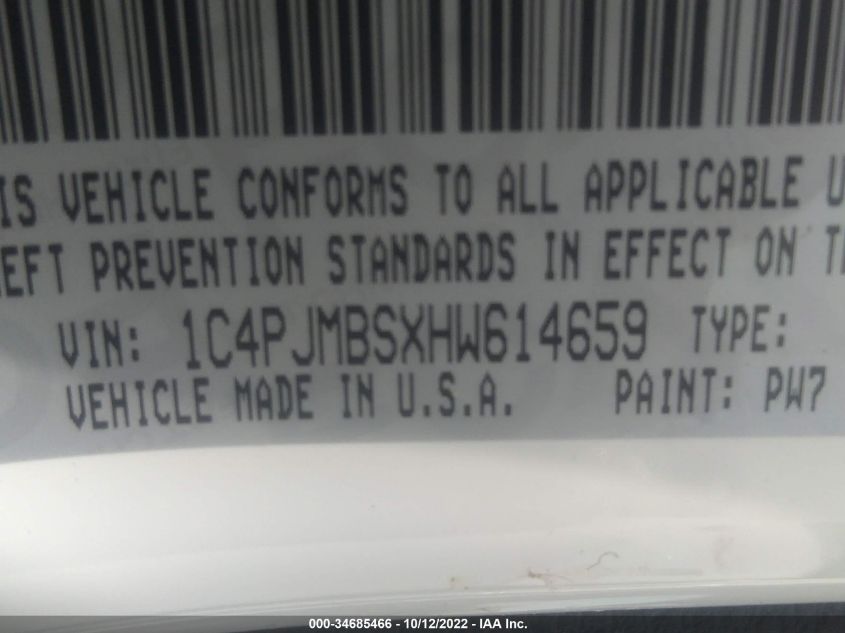 IS VEHICLE CONFORMS TO ALL APPLICABLE U
EFT PREVENTION STANDARDS IN EFFECT ON T
VIN: 1C4PJMBSXHW614659 TYPE:
VEHICLE MADE IN U.S.A. PAINT: PW7
000-34685466 - 10/12/2022 - IAA Inc.